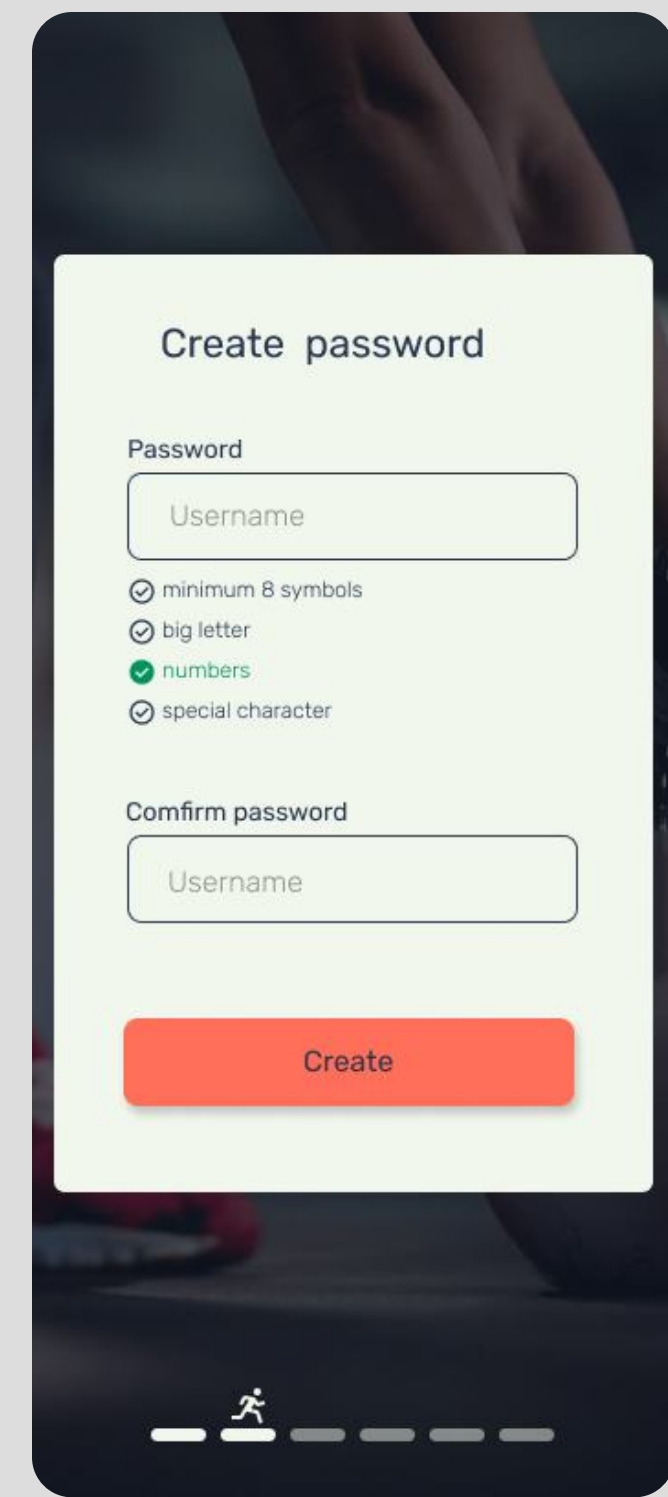 Create password
Password
Username
minimum 8 symbols
big letter
numbers
special character
Comfirm password
Username
Create